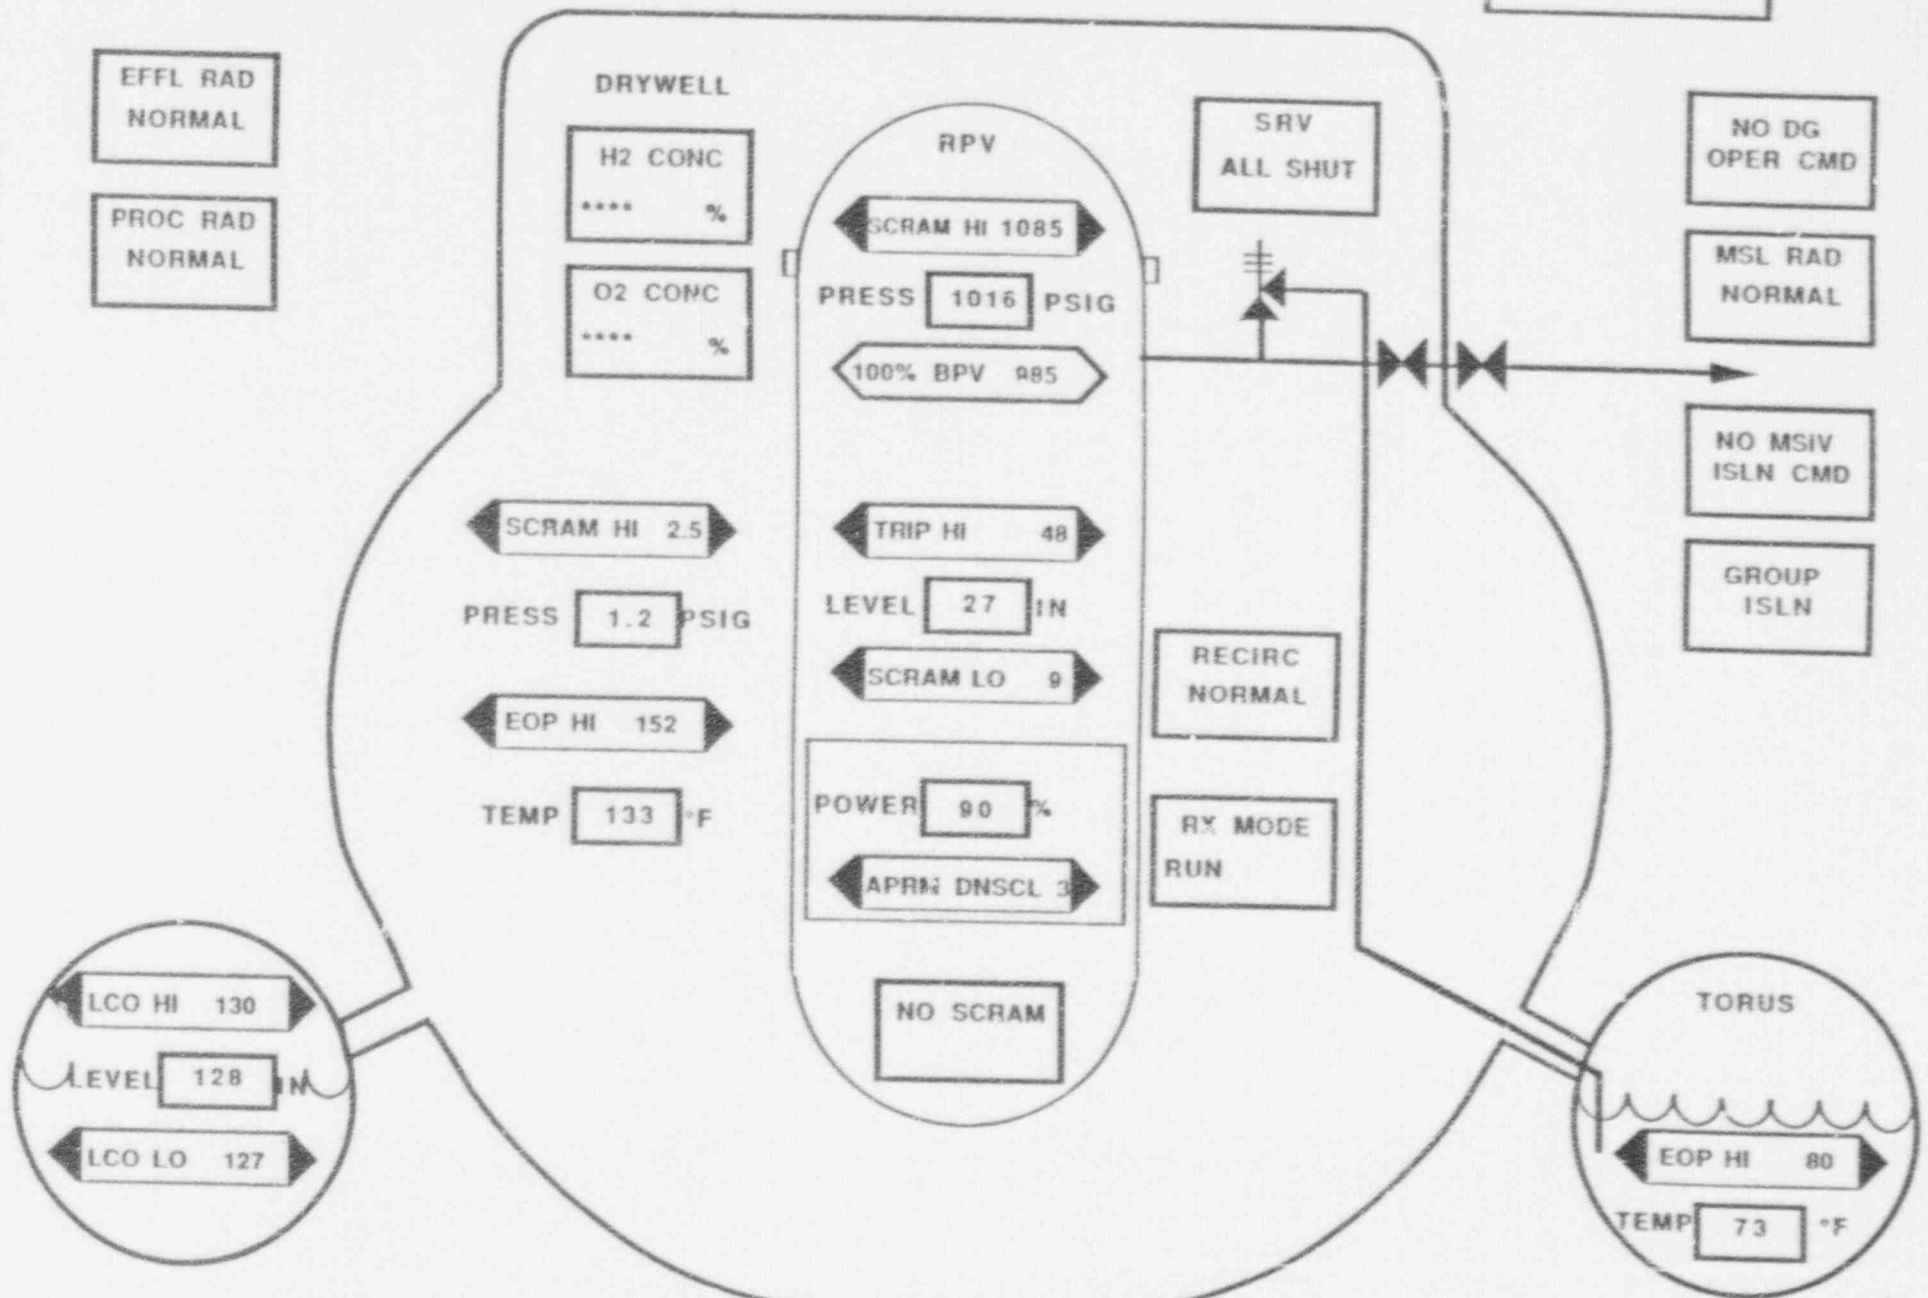 EFFL RAD
NORMAL
PROC RAD
NORMAL
DRYWELL
H2 CONC
**** %
O2 CONC
**** %
SCRAM HI 2.5
PRESS 1.2 PSIG
EOP HI 152
TEMP 133 °F
RPV
SCRAM HI 1085
PRESS 1016 PSIG
100% BPV 985
TRIP HI 48
LEVEL 27 IN
SCRAM LO 9
POWER 90 %
APRM DNSCL 3
NO SCRAM
SRV
ALL SHUT
RECIRC
NORMAL
RX MODE
RUN
NO DG
OPER CMD
MSL RAD
NORMAL
NO MSIV
ISLN CMD
GROUP
ISLN
LCO HI 130
LEVEL 128 IN
LCO LO 127
TORUS
EOP HI 80
TEMP 73 °F